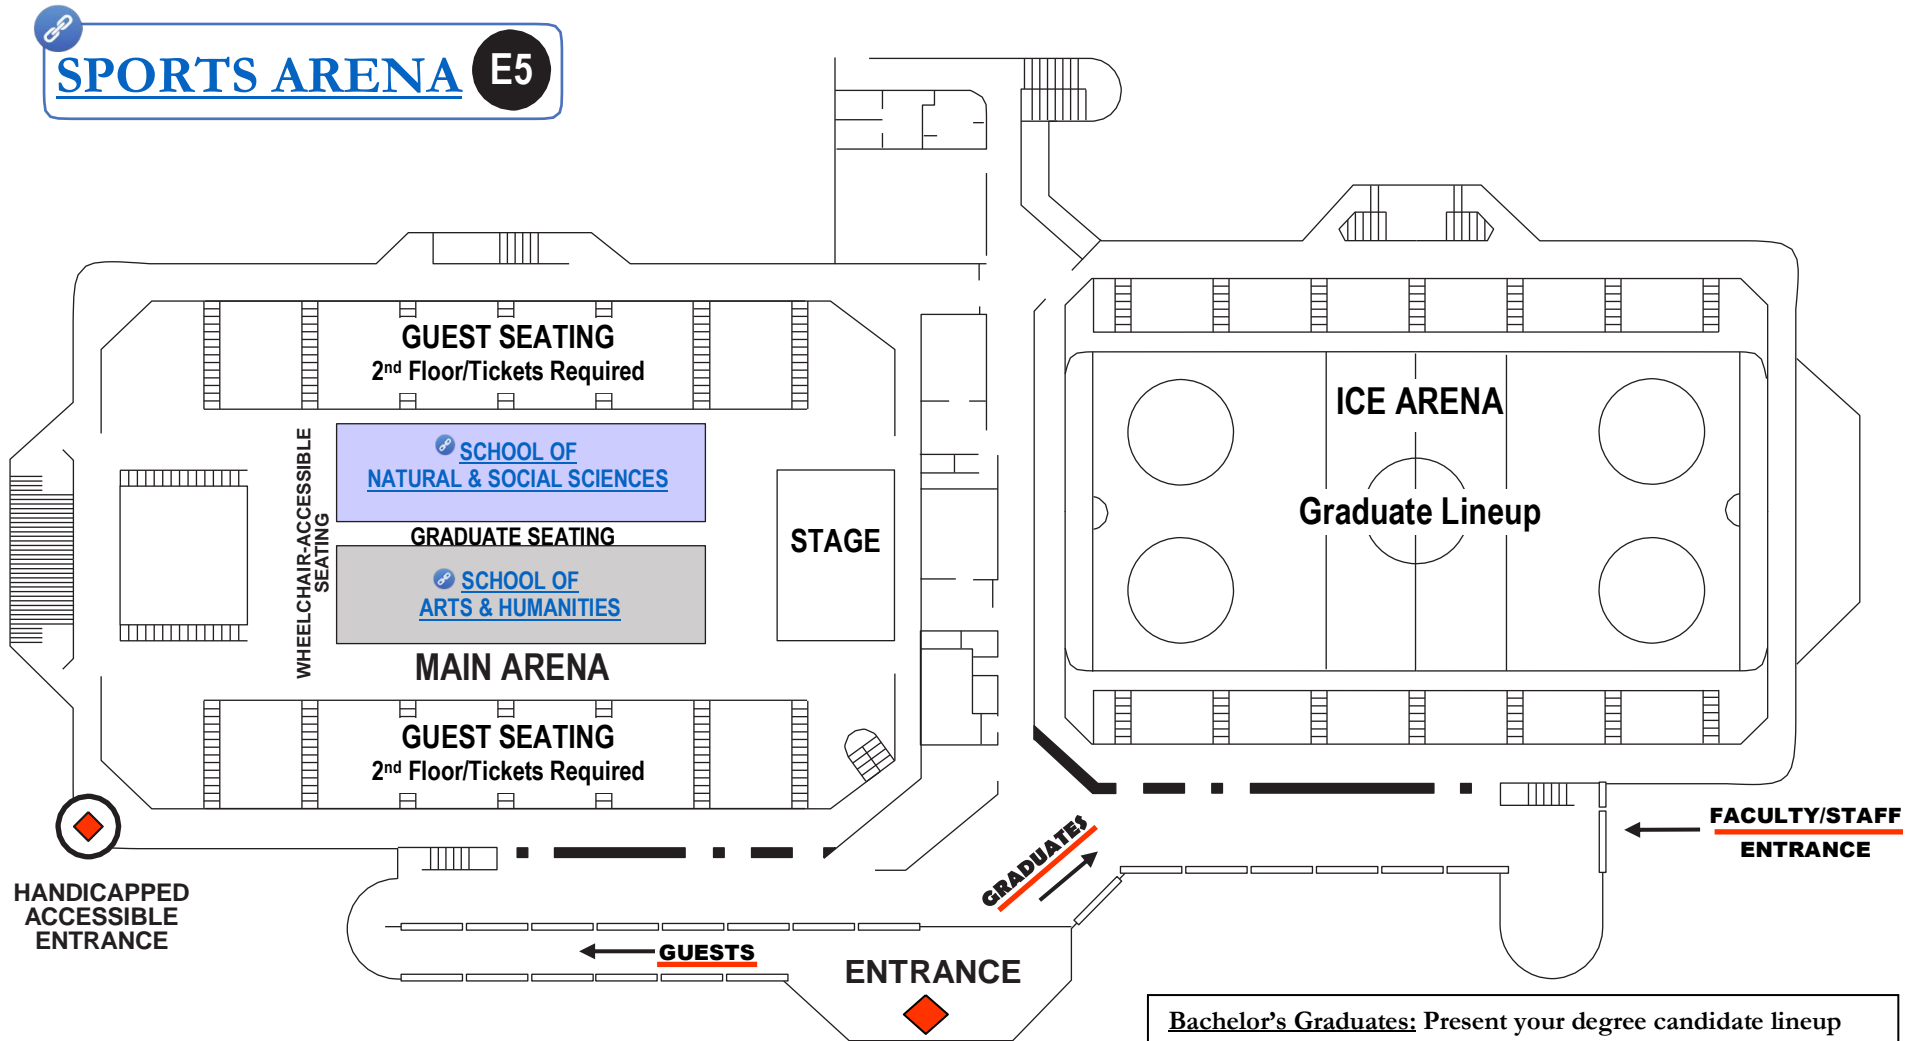 SPORTS ARENA E5
GUEST SEATING
2nd Floor/Tickets Required
WHEELCHAIR-ACCESSIBLE
SEATING
SCHOOL OF
NATURAL & SOCIAL SCIENCES
GRADUATE SEATING
SCHOOL OF
ARTS & HUMANITIES
MAIN ARENA
STAGE
GUEST SEATING
2nd Floor/Tickets Required
ICE ARENA
Graduate Lineup
HANDICAPPED
ACCESSIBLE
ENTRANCE
GRADUATES
FACULTY/STAFF
ENTRANCE
GUESTS
ENTRANCE
Bachelor's Graduates: Present your degree candidate lineup